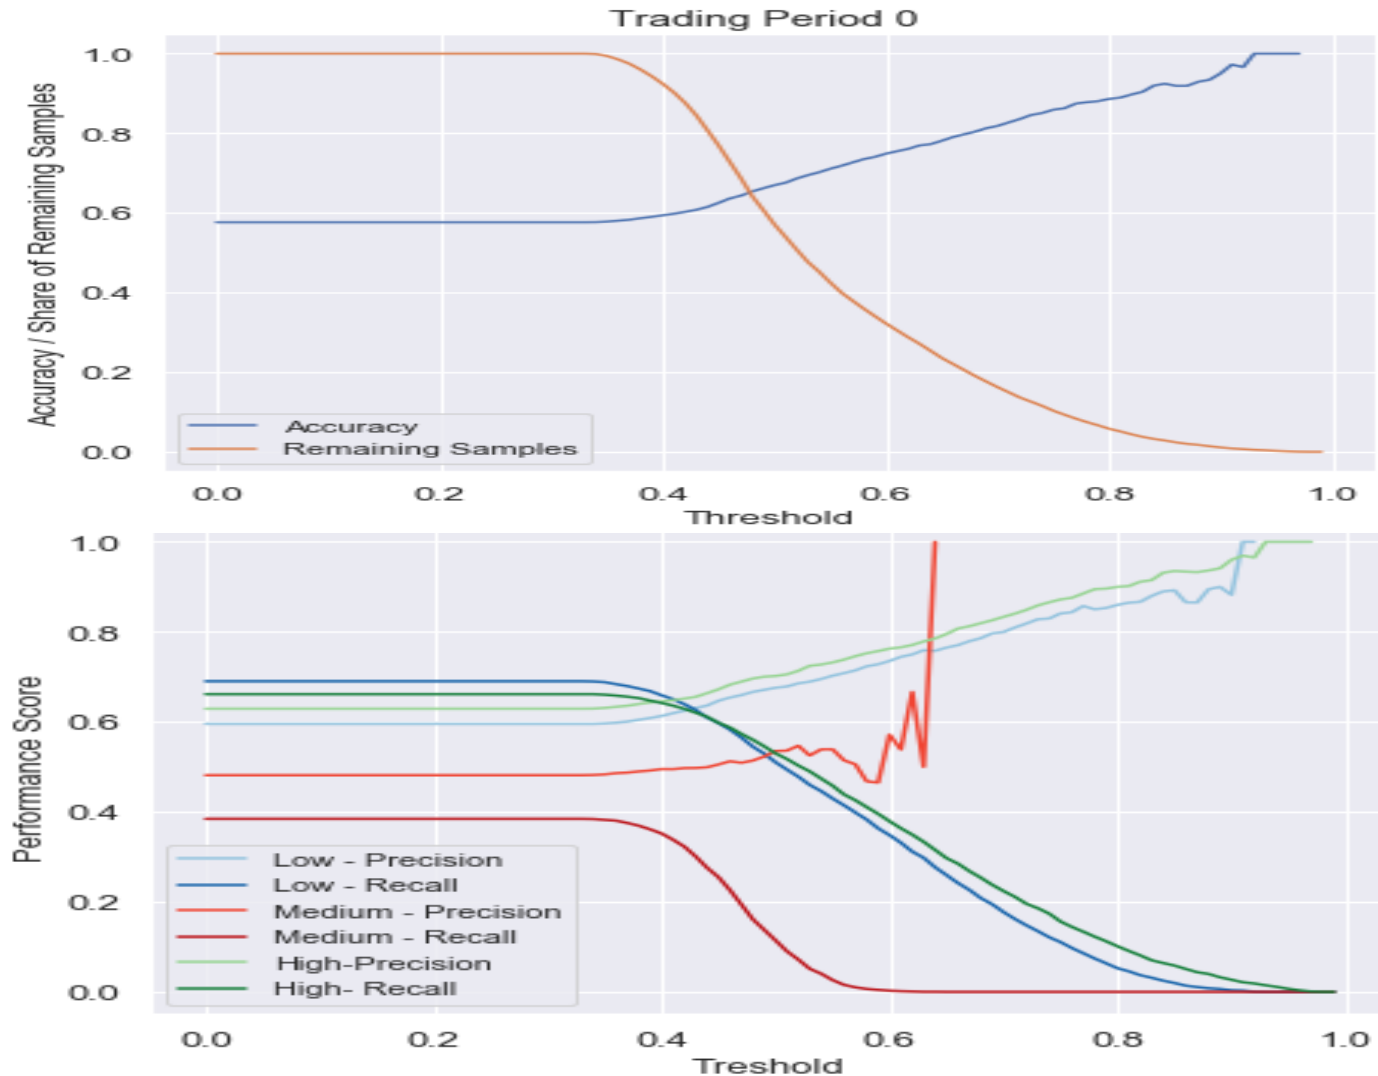 Trading Period 0
Accuracy / Share of Remaining Samples
1.0
0.8
0.6
0.4
0.2
0.0
Accuracy
Remaining Samples
0.0 0.2 0.4 0.6 0.8 1.0
Threshold
Performance Score
1.0
0.8
0.6
0.4
0.2
0.0
Low - Precision
Low - Recall
Medium - Precision
Medium - Recall
High-Precision
High- Recall
0.0 0.2 0.4 0.6 0.8 1.0
Treshold